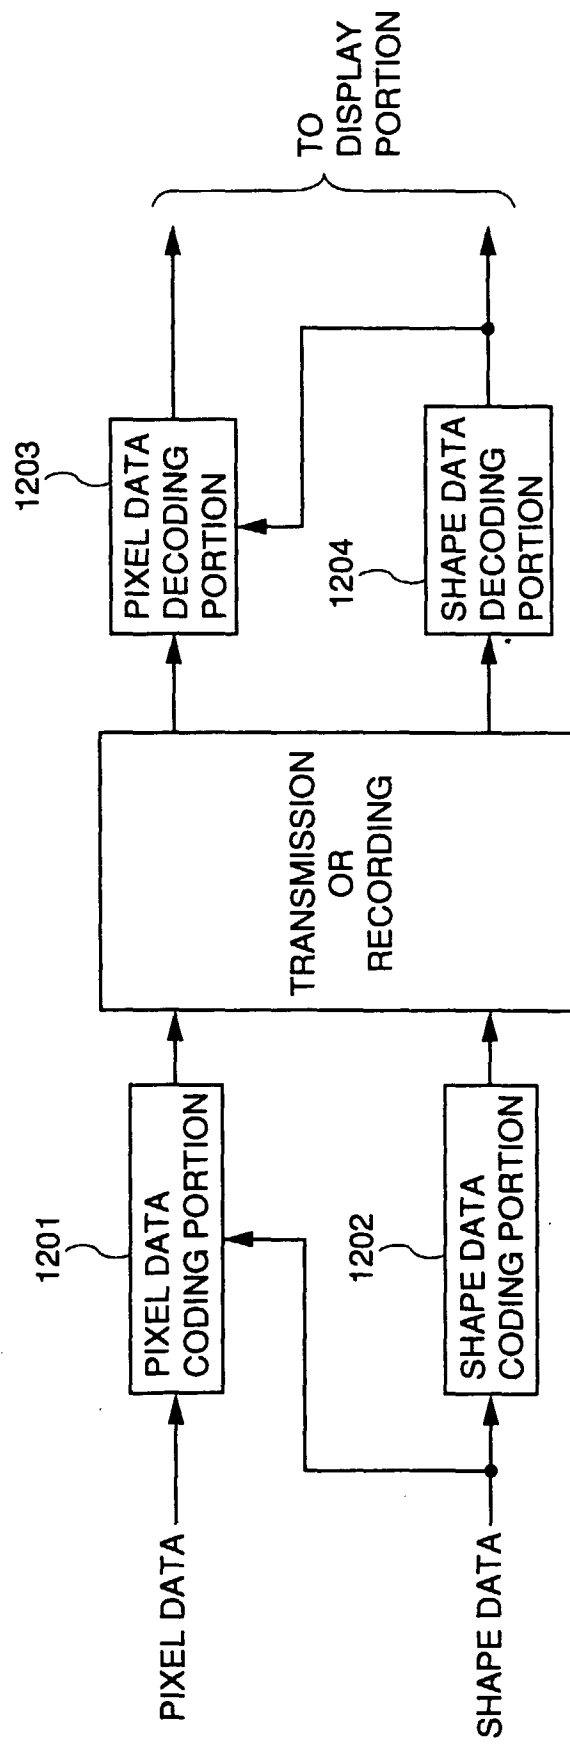 PIXEL DATA
1201
PIXEL DATA
CODING PORTION
SHAPE DATA
1202
SHAPE DATA
CODING PORTION
TRANSMISSION
OR
RECORDING
1203
PIXEL DATA
DECODING
PORTION
1204
SHAPE DATA
DECODING
PORTION
TO
DISPLAY
PORTION